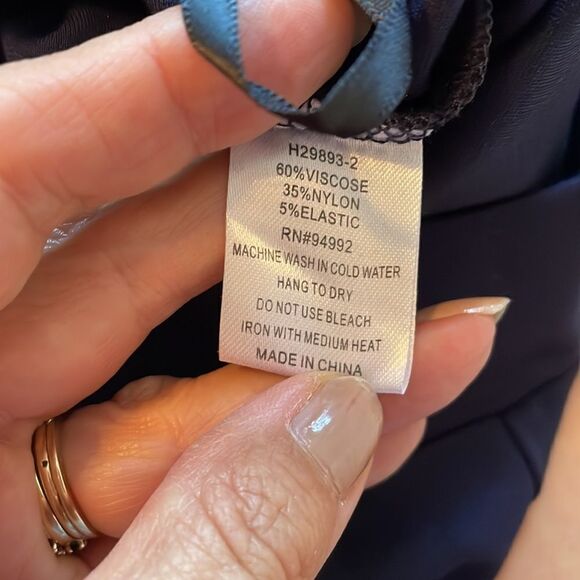 H29893-2
60%VISCOSE
35%NYLON
5%ELASTIC
RN#94992
MACHINE WASH IN COLD WATER
HANG TO DRY
DO NOT USE BLEACH
IRON WITH MEDIUM HEAT
MADE IN CHINA